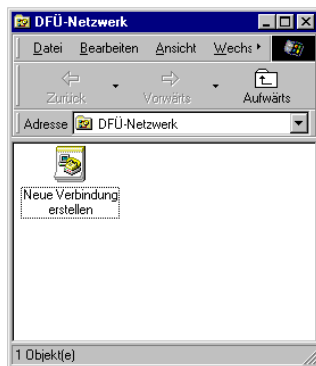 DFÜ-Netzwerk
Datei Bearbeiten Ansicht Wechs
Zurück Vorwärts Aufwärts
Adresse DFÜ-Netzwerk
Neue Verbindung
erstellen
1 Objekt(e)